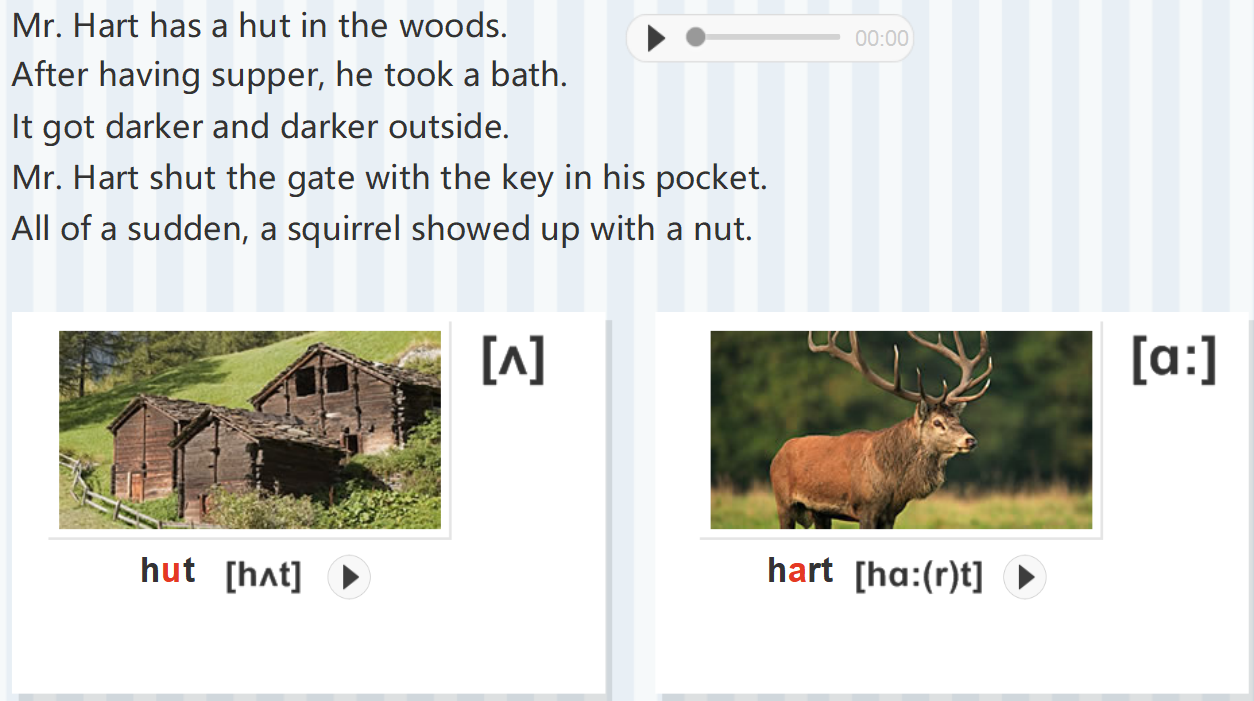 Mr. Hart has a hut in the woods.
00:00
After having supper, he took a bath.
It got darker and darker outside.
Mr. Hart shut the gate with the key in his pocket.
All of a sudden, a squirrel showed up with a nut.
[ʌ]
[ɑ:]
hut [hʌt]
hart [hɑ:(r)t]